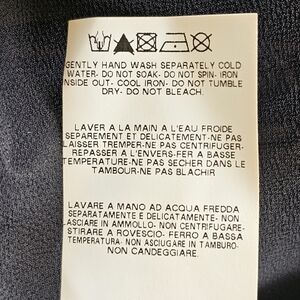 GENTLY HAND WASH SEPARATELY COLD
WATER- DO NOT SOAK- DO NOT SPIN- IRON
INSIDE OUT- COOL IRON- DO NOT TUMBLE
DRY- DO NOT BLEACH.
LAVER A LA MAIN A L'EAU FROIDE
SEPAREMENT ET DELICATEMENT-NE PAS
LAISSER TREMPER-NE PAS CENTRIFUGER-
REPASSER A L'ENVERS-FER A BASSE
TEMPERATURE-NE PAS SECHER DANS LE
TAMBOUR-NE PAS BLACHIR
LAVARE A MANO AD ACQUA FREDDA
SEPARATAMENTE E DELICATAMENTE- NON
LASCIARE IN AMMOLLO- NON CENTRIFUGARE-
STIRARE A ROVESCIO- FERRO A BASSA
TEMPERATURA- NON ASCIUGARE IN TAMBURO-
NON CANDEGGIARE.